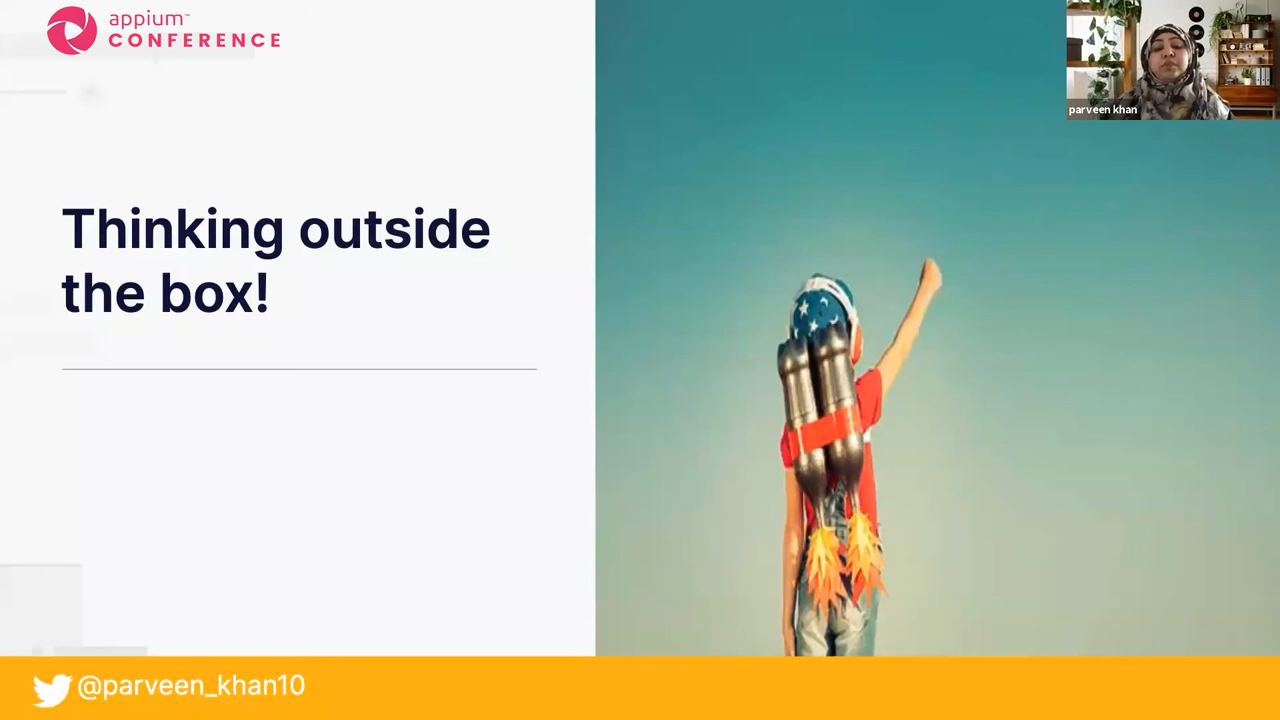 appium™
CONFERENCE
parveen khan
Thinking outside
the box!
@parveen_khan10